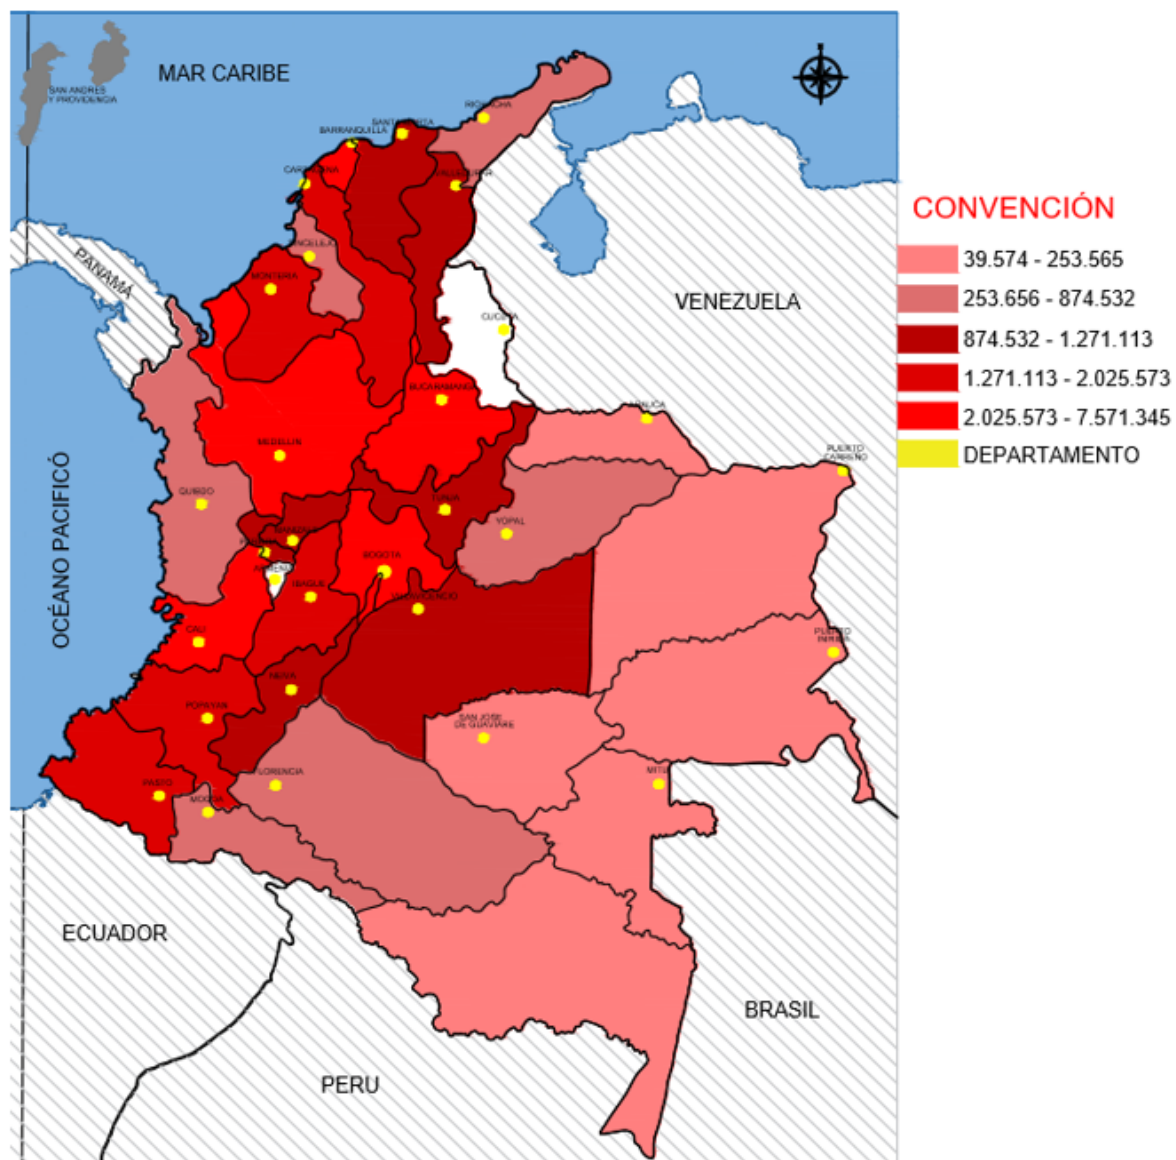 MAR CARIBE
SAN ANDRES
Y PROVIDENCIA
RIOHACHA
SANTA MARTA
BARRANQUILLA
CARTAGENA
VALLEDUPAR
PANAMÁ
SINCELEJO
MONTERIA
VENEZUELA
CUCUTA
BUCARAMANGA
ARAUCA
MEDELLIN
PUERTO
CARREÑO
QUIBDO
TUNJA
YOPAL
MANIZALES
PEREIRA
BOGOTA
ARMENIA
IBAGUE
VILLAVICENCIO
OCÉANO PACIFICÓ
CALI
PUERTO
INIRIDA
NEIVA
POPAYAN
SAN JOSE
DE GUAVIARE
FLORENCIA
MITU
PASTO
MOCOA
ECUADOR
BRASIL
PERU
CONVENCIÓN
39.574 - 253.565
253.656 - 874.532
874.532 - 1.271.113
1.271.113 - 2.025.573
2.025.573 - 7.571.345
DEPARTAMENTO